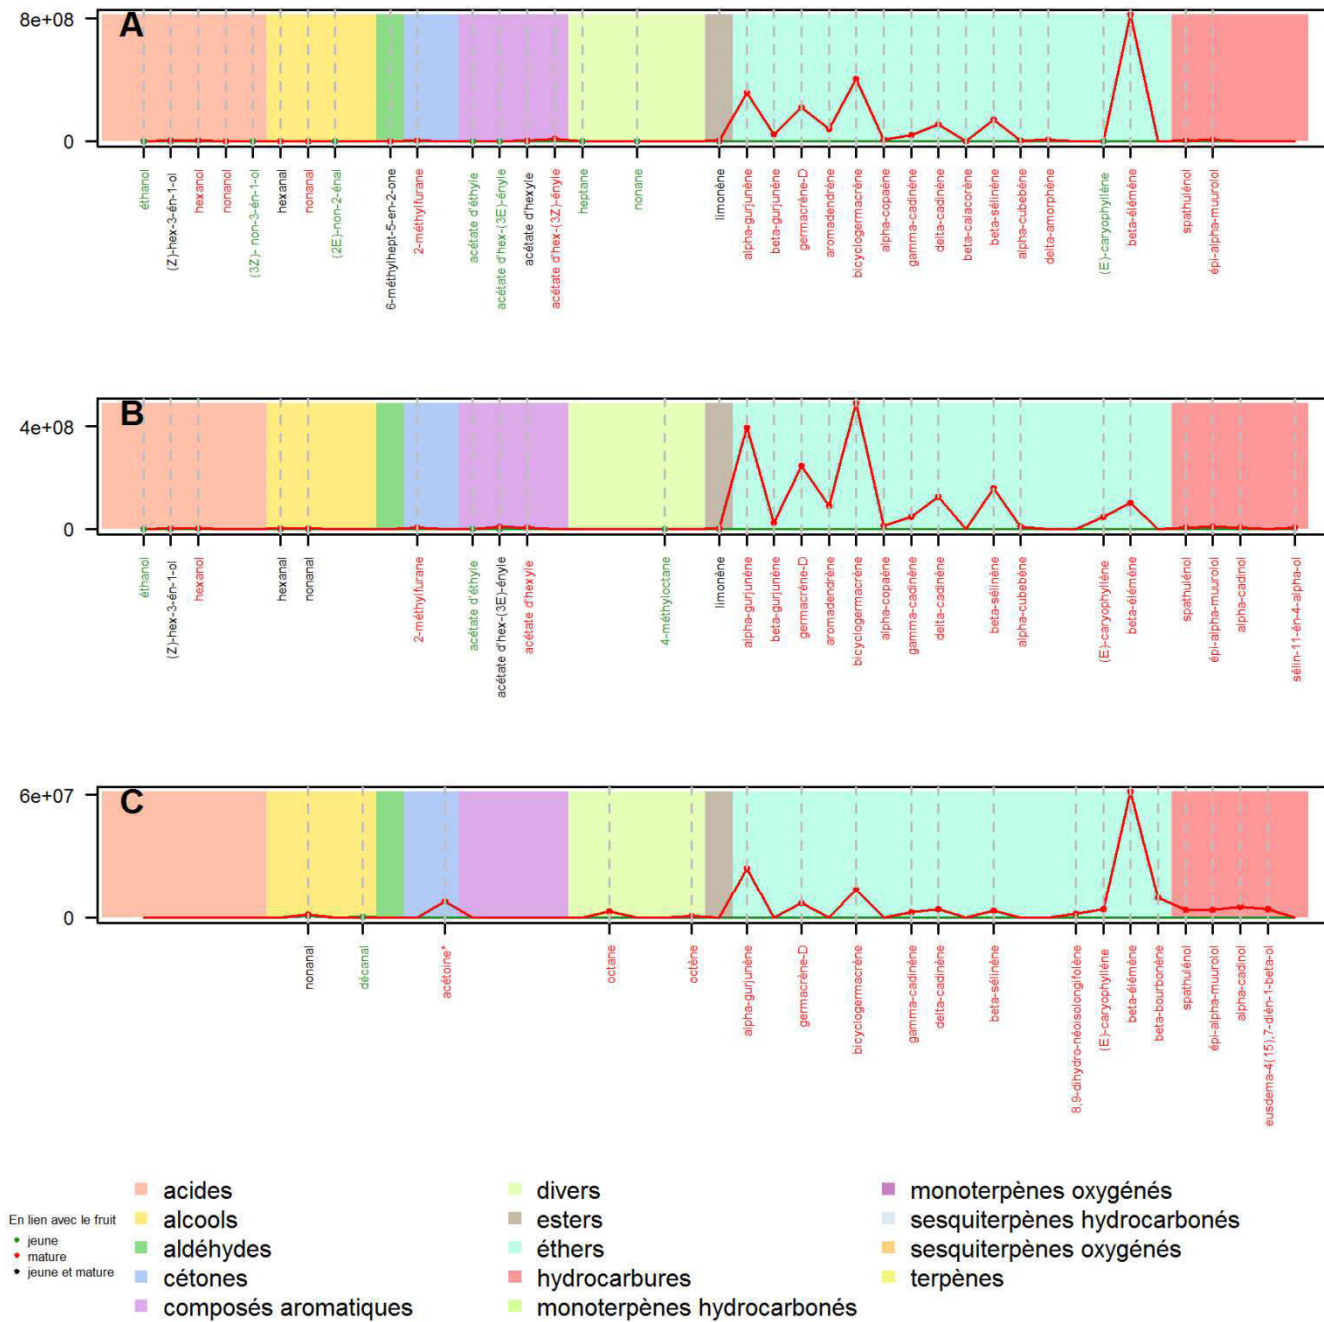 A
8e+08
0
éthanol
(Z)-hex-3-én-1-ol
hexanol
nonanol
(3Z)- non-3-én-1-ol
hexanal
nonanal
(2E)-non-2-énal
6-méthylhept-5-en-2-one
2-méthylfurane
acétate d'éthyle
acétate d'hex-(3E)-ényle
acétate d'hexyle
acétate d'hex-(3Z)-ényle
heptane
nonane
limonène
alpha-gurjunène
beta-gurjunène
germacrène-D
aromadendrène
bicyclogermacrène
alpha-copaène
gamma-cadinène
delta-cadinène
beta-calacorène
beta-sélinène
alpha-cubebène
delta-amorphène
(E)-caryophyllène
beta-élémène
spathulénol
épi-alpha-muurolol
B
4e+08
0
éthanol
(Z)-hex-3-én-1-ol
hexanol
hexanal
nonanal
2-méthylfurane
acétate d'éthyle
acétate d'hex-(3E)-ényle
acétate d'hexyle
4-méthyloctane
limonène
alpha-gurjunène
beta-gurjunène
germacrène-D
aromadendrène
bicyclogermacrène
alpha-copaène
gamma-cadinène
delta-cadinène
beta-sélinène
alpha-cubebène
(E)-caryophyllène
beta-élémène
spathulénol
épi-alpha-muurolol
alpha-cadinol
sélin-11-èn-4-alpha-ol
C
6e+07
0
nonanal
décanal
acétoine*
octane
octène
alpha-gurjunène
germacrène-D
bicyclogermacrène
gamma-cadinène
delta-cadinène
beta-sélinène
8,9-dihydro-néoisolongifolène
(E)-caryophyllène
beta-élémène
beta-bourbonène
spathulénol
épi-alpha-muurolol
alpha-cadinol
eusdema-4(15),7-dièn-1-beta-ol
En lien avec le fruit
jeune
mature
jeune et mature
acides
alcools
aldéhydes
cétones
composés aromatiques
divers
esters
éthers
hydrocarbures
monoterpènes hydrocarbonés
monoterpènes oxygénés
sesquiterpènes hydrocarbonés
sesquiterpènes oxygénés
terpènes